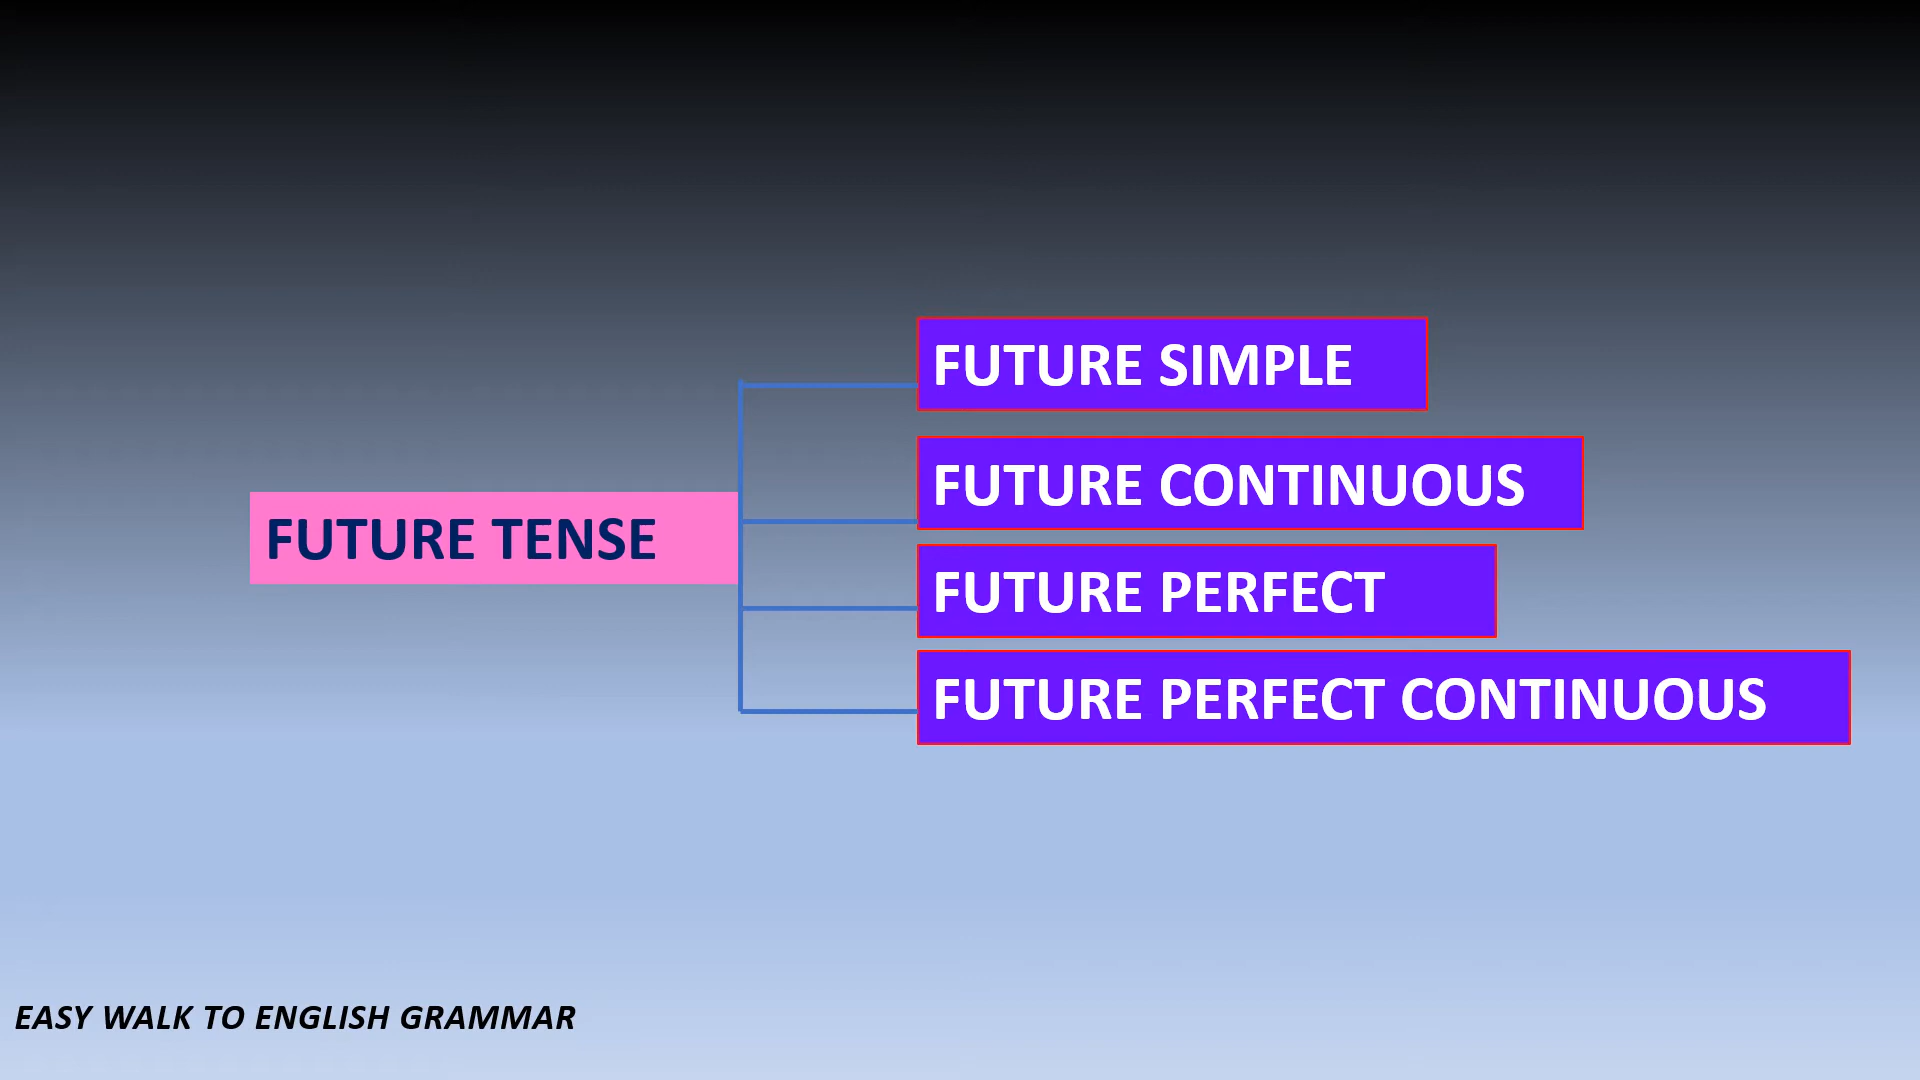 FUTURE TENSE
FUTURE SIMPLE
FUTURE CONTINUOUS
FUTURE PERFECT
FUTURE PERFECT CONTINUOUS
EASY WALK TO ENGLISH GRAMMAR